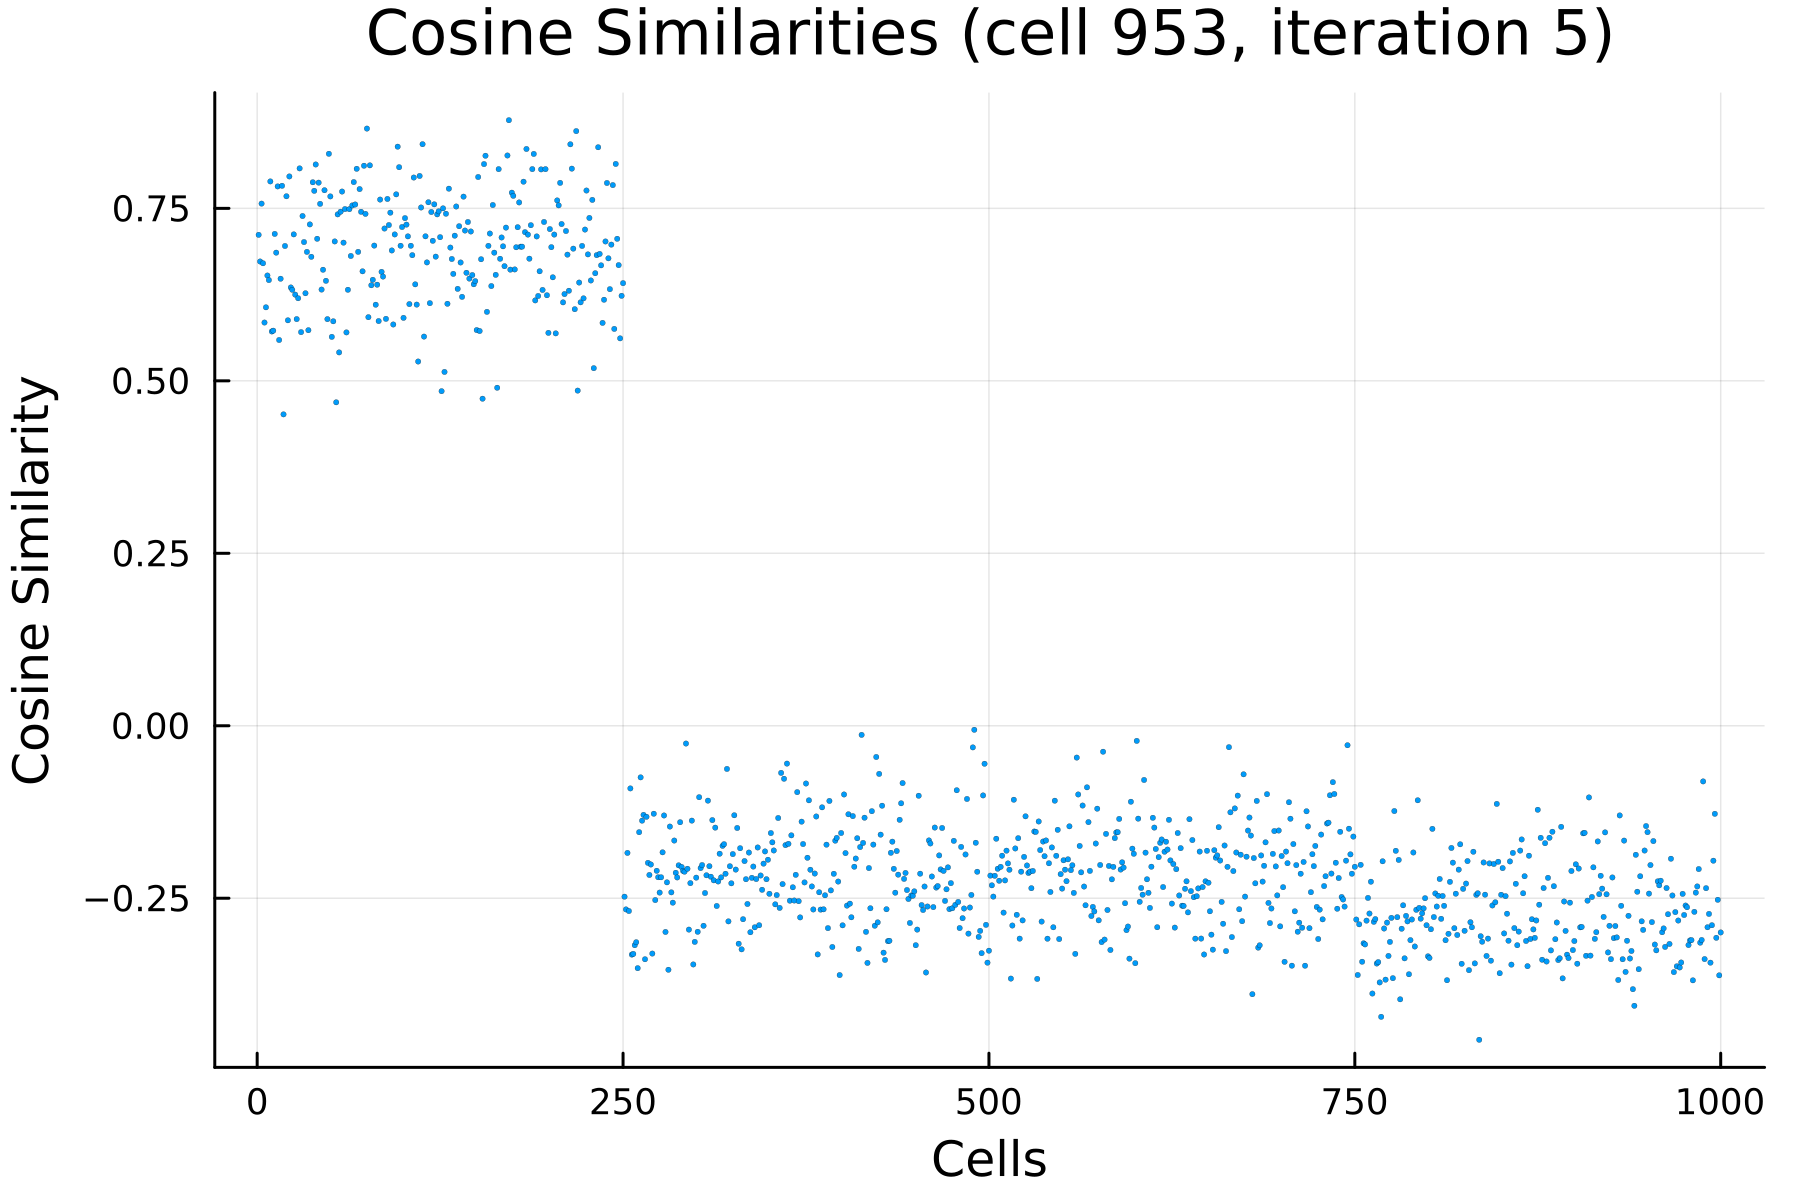 Cosine Similarities (cell 953, iteration 5)
Cosine Similarity
0.75
0.50
0.25
0.00
−0.25
0 250 500 750 1000
Cells